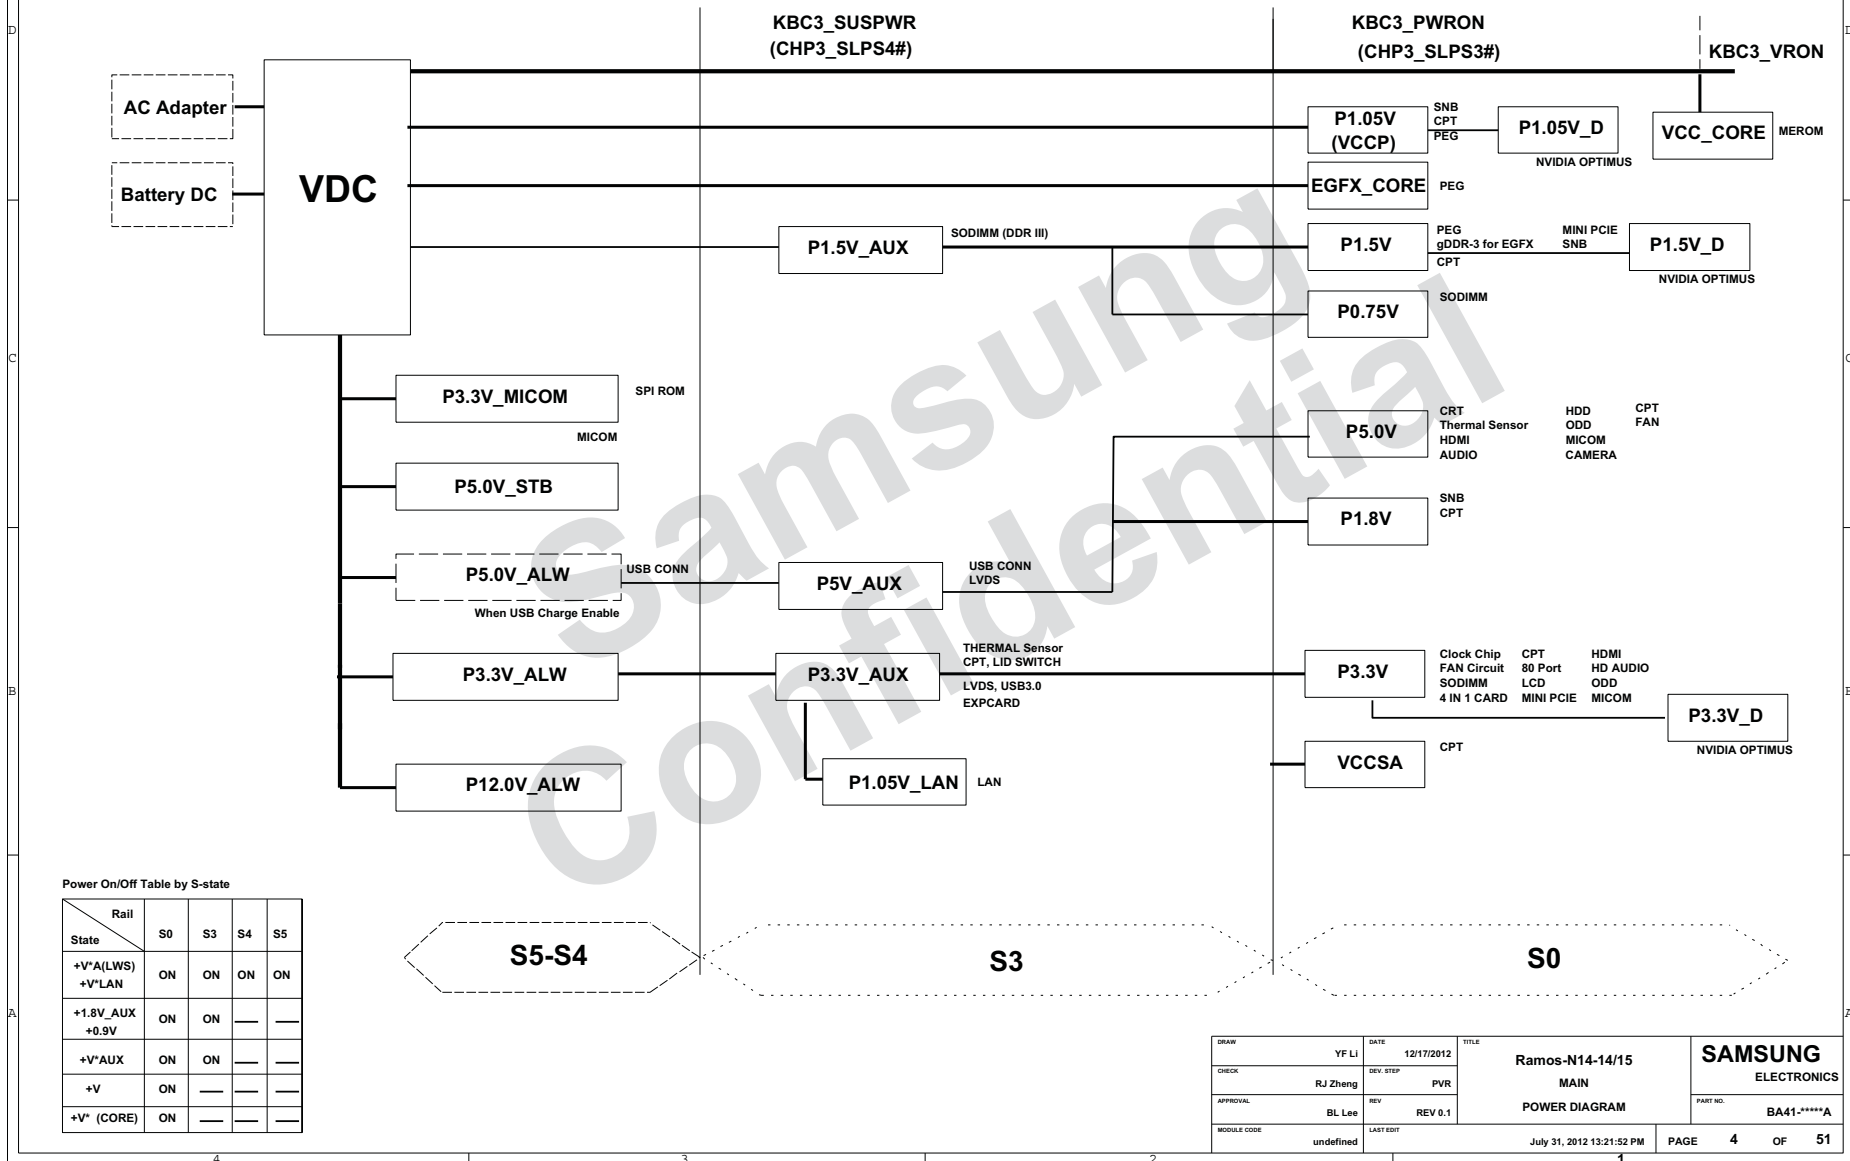 D
KBC3_SUSPWR
(CHP3_SLPS4#)
KBC3_PWRON
(CHP3_SLPS3#)
KBC3_VRON
AC Adapter
Battery DC
VDC
P1.05V
(VCCP)
SNB
CPT
PEG
P1.05V_D
NVIDIA OPTIMUS
VCC_CORE
MEROM
EGFX_CORE
PEG
P1.5V_AUX
SODIMM (DDR III)
P1.5V
PEG
gDDR-3 for EGFX
CPT
MINI PCIE
SNB
P1.5V_D
NVIDIA OPTIMUS
P0.75V
SODIMM
C
P3.3V_MICOM
SPI ROM
MICOM
P5.0V
CRT
Thermal Sensor
HDMI
AUDIO
HDD
ODD
MICOM
CAMERA
CPT
FAN
P5.0V_STB
P1.8V
SNB
CPT
P5.0V_ALW
USB CONN
When USB Charge Enable
P5V_AUX
USB CONN
LVDS
B
P3.3V_ALW
P3.3V_AUX
THERMAL Sensor
CPT, LID SWITCH
LVDS, USB3.0
EXPCARD
P3.3V
Clock Chip CPT HDMI
FAN Circuit 80 Port HD AUDIO
SODIMM LCD ODD
4 IN 1 CARD MINI PCIE MICOM
P3.3V_D
NVIDIA OPTIMUS
P12.0V_ALW
P1.05V_LAN
LAN
VCCSA
CPT
Samsung
Confidential
Power On/Off Table by S-state
Rail
State
S0 S3 S4 S5
+V*A(LWS)
+V*LAN
ON ON ON ON
+1.8V_AUX
+0.9V
ON ON — —
+V*AUX ON ON — —
+V ON — — —
+V* (CORE) ON — — —
S5-S4
S3
S0
A
DRAW
YF Li
DATE
12/17/2012
CHECK
RJ Zheng
DEV. STEP
PVR
APPROVAL
BL Lee
REV
REV 0.1
MODULE CODE
undefined
LAST EDIT
July 31, 2012 13:21:52 PM
TITLE
Ramos-N14-14/15
MAIN
POWER DIAGRAM
SAMSUNG
ELECTRONICS
PART NO.
BA41-*****A
PAGE 4 OF 51
4 3 2 1